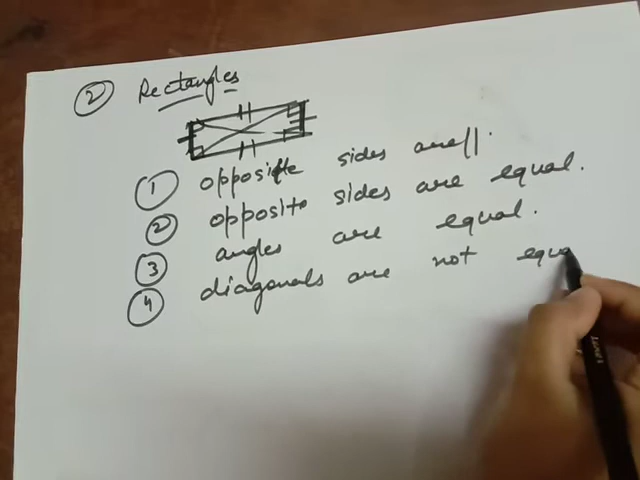 2 Rectangles
1 opposite sides are ||.
2 opposite sides are equal.
3 angles are equal.
4 diagonals are not equa